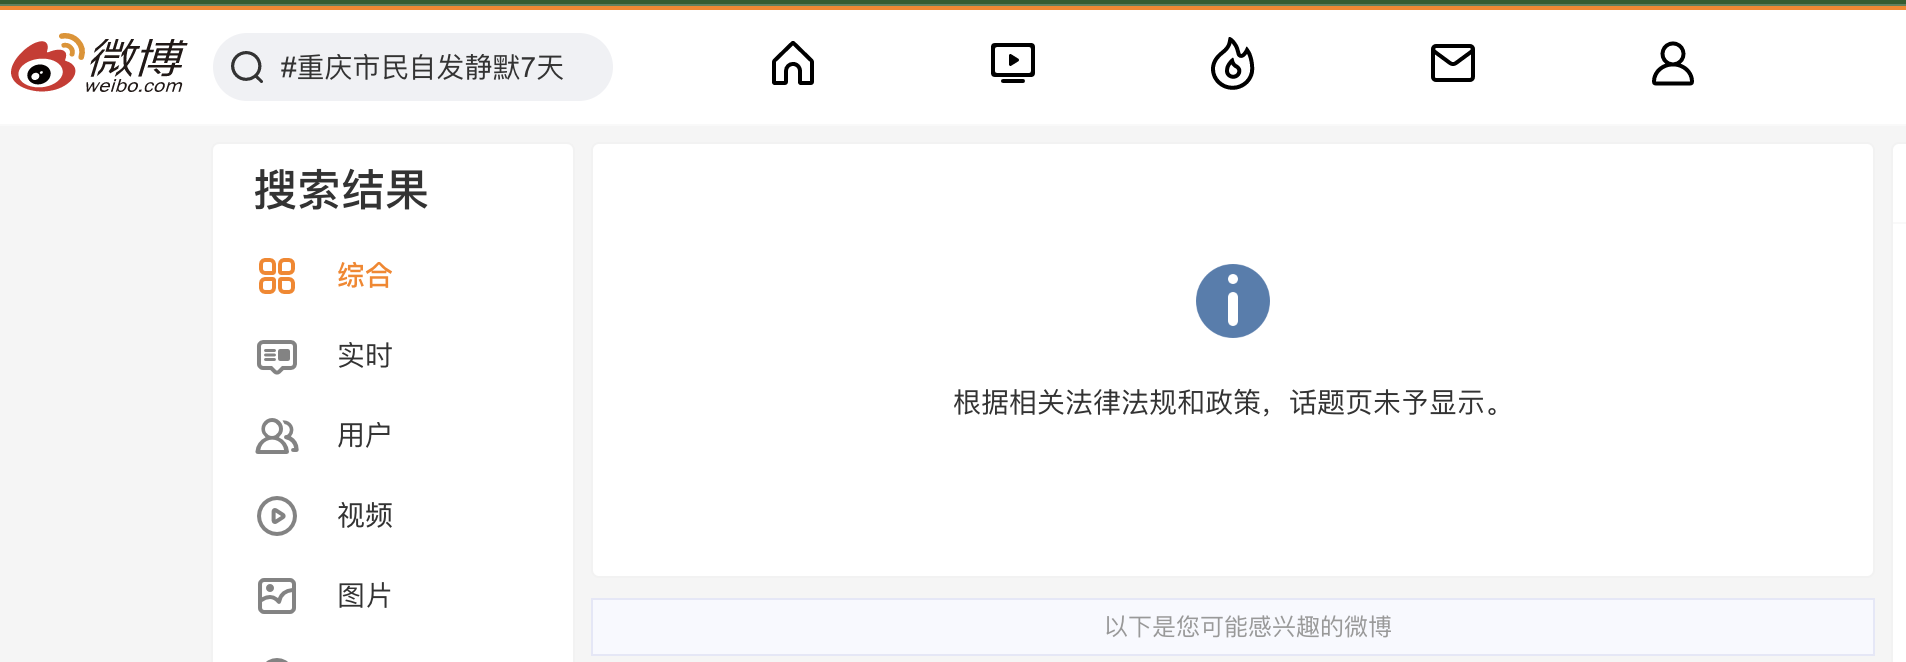 微博
weibo.com
#重庆市民自发静默7天
搜索结果
综合
实时
用户
视频
图片
根据相关法律法规和政策，话题页未予显示。
以下是您可能感兴趣的微博